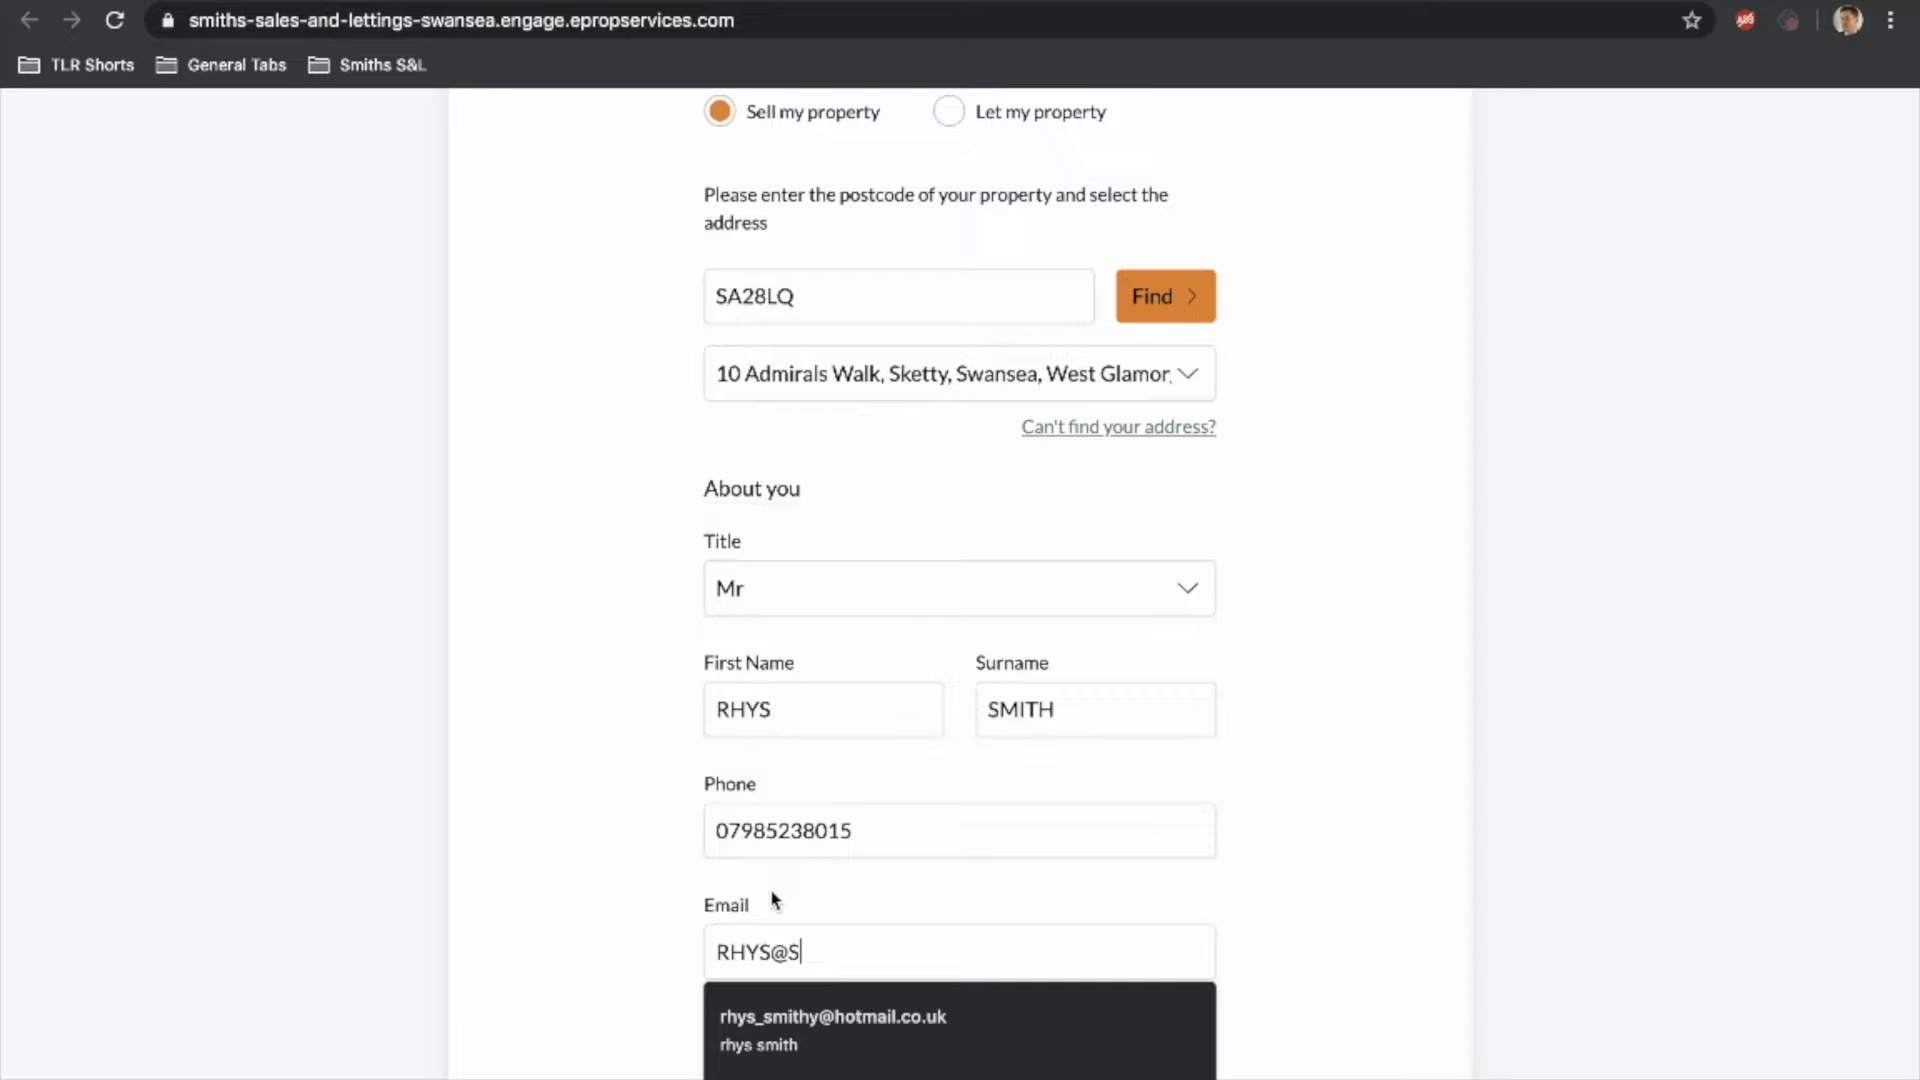 smiths-sales-and-lettings-swansea.engage.epropservices.com
TLR Shorts General Tabs Smiths S&L
Sell my property Let my property
Please enter the postcode of your property and select the
address
SA28LQ Find
10 Admirals Walk, Sketty, Swansea, West Glamor
Can't find your address?
About you
Title
Mr
First Name Surname
RHYS SMITH
Phone
07985238015
Email
RHYS@S
rhys_smithy@hotmail.co.uk
rhys smith